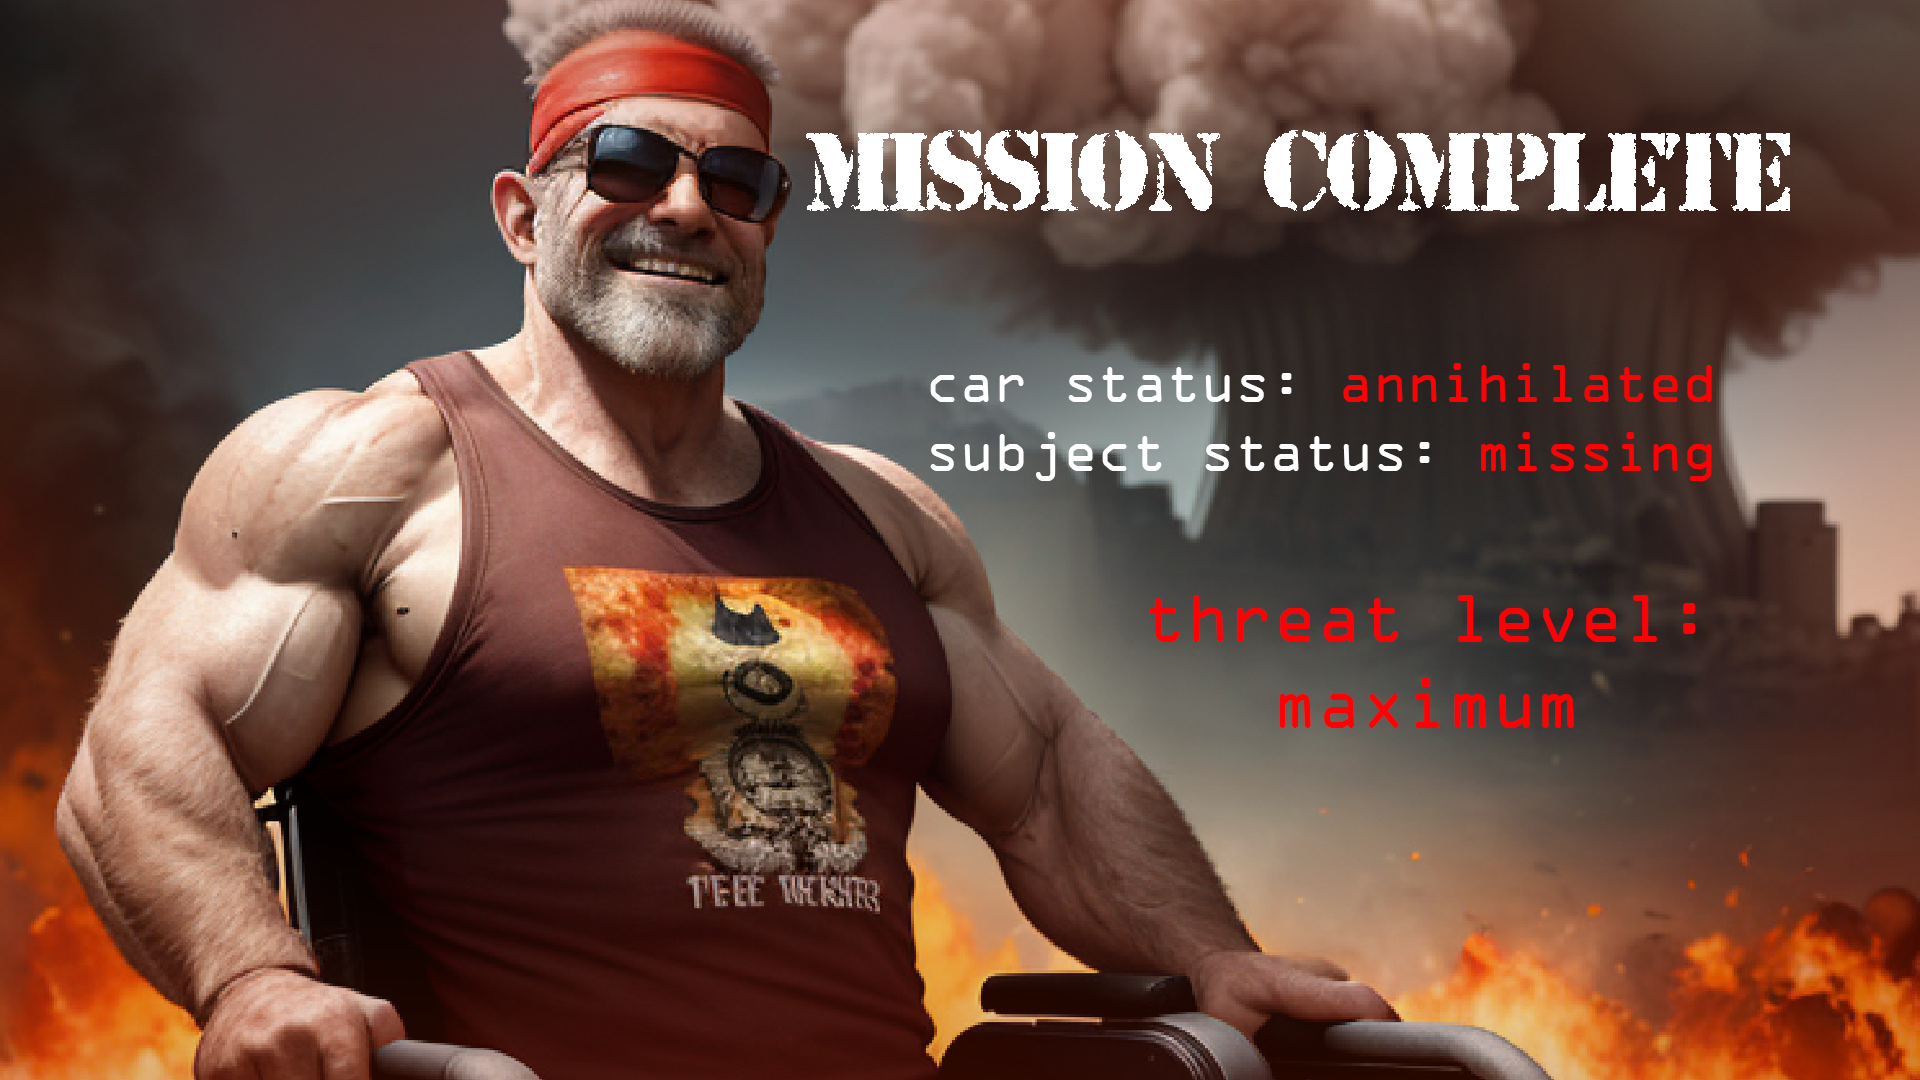 MISSION COMPLETE
car status: annihilated
subject status: missing
threat level:
maximum